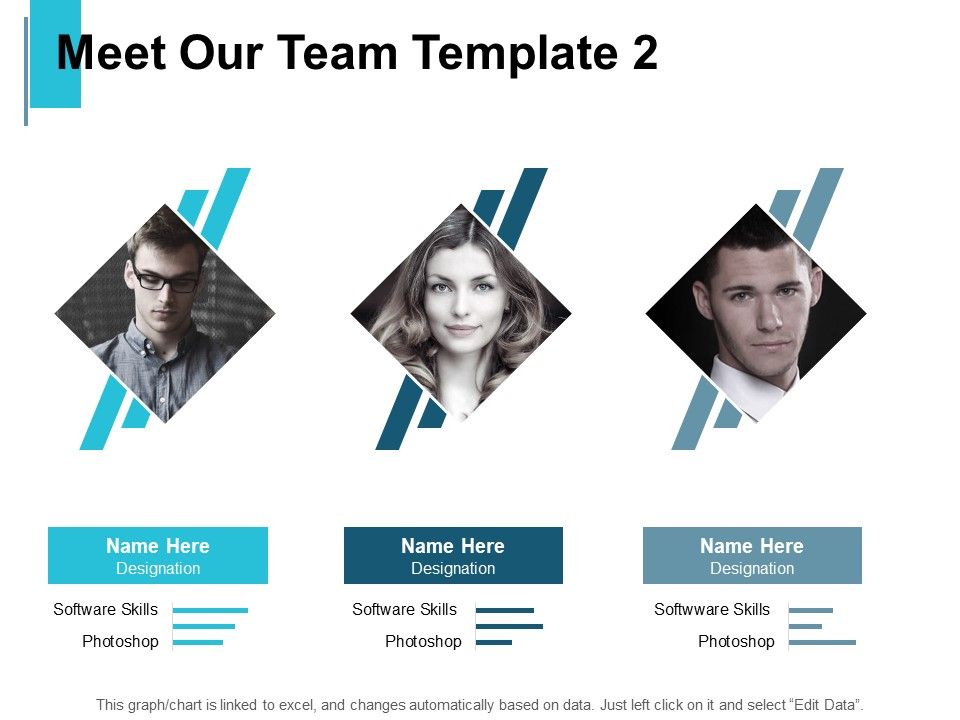 Meet Our Team Template 2
Name Here
Designation
Name Here
Designation
Name Here
Designation
Software Skills
Photoshop
Software Skills
Photoshop
Softwware Skills
Photoshop
This graph/chart is linked to excel, and changes automatically based on data. Just left click on it and select “Edit Data”.